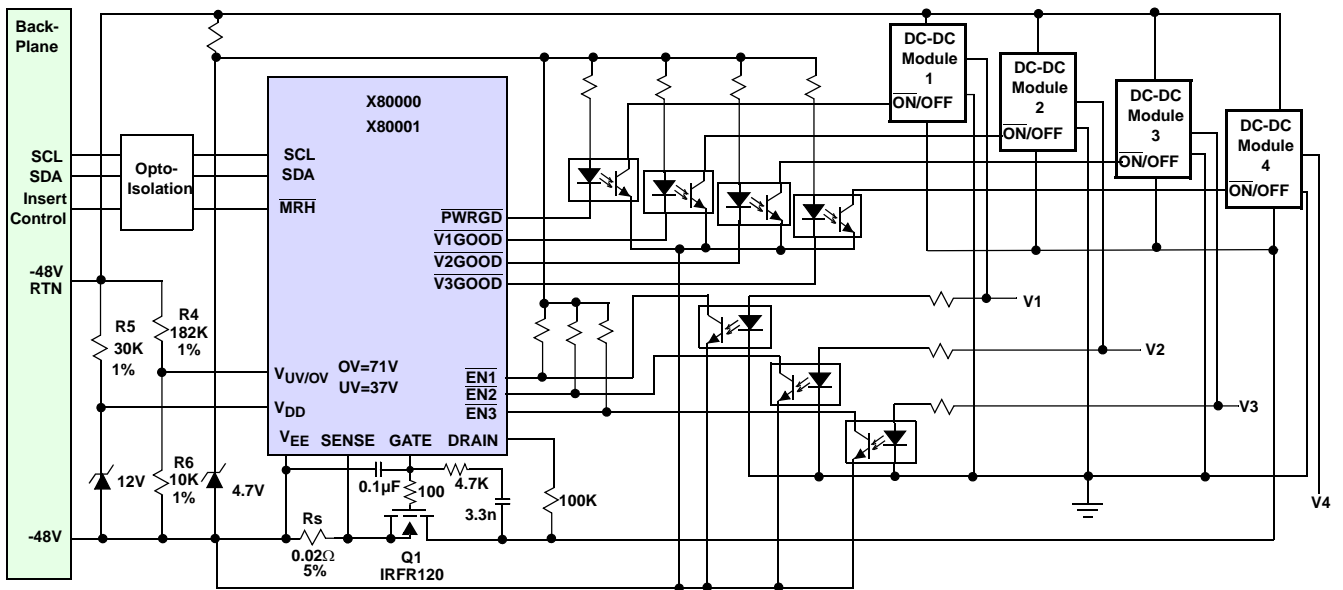 Back-
Plane
SCL
SDA
Insert
Control
-48V
RTN
-48V
Opto-
Isolation
X80000
X80001
SCL
SDA
MRH
PWRGD
V1GOOD
V2GOOD
V3GOOD
VUV/OV
OV=71V
UV=37V
VDD
EN1
EN2
EN3
VEE SENSE GATE DRAIN
R5
30K
1%
R4
182K
1%
R6
10K
1%
12V
4.7V
Rs
0.02Ω
5%
0.1µF
100
4.7K
3.3n
100K
Q1
IRFR120
DC-DC
Module
1
ON/OFF
DC-DC
Module
2
ON/OFF
DC-DC
Module
3
ON/OFF
DC-DC
Module
4
ON/OFF
V1
V2
V3
V4